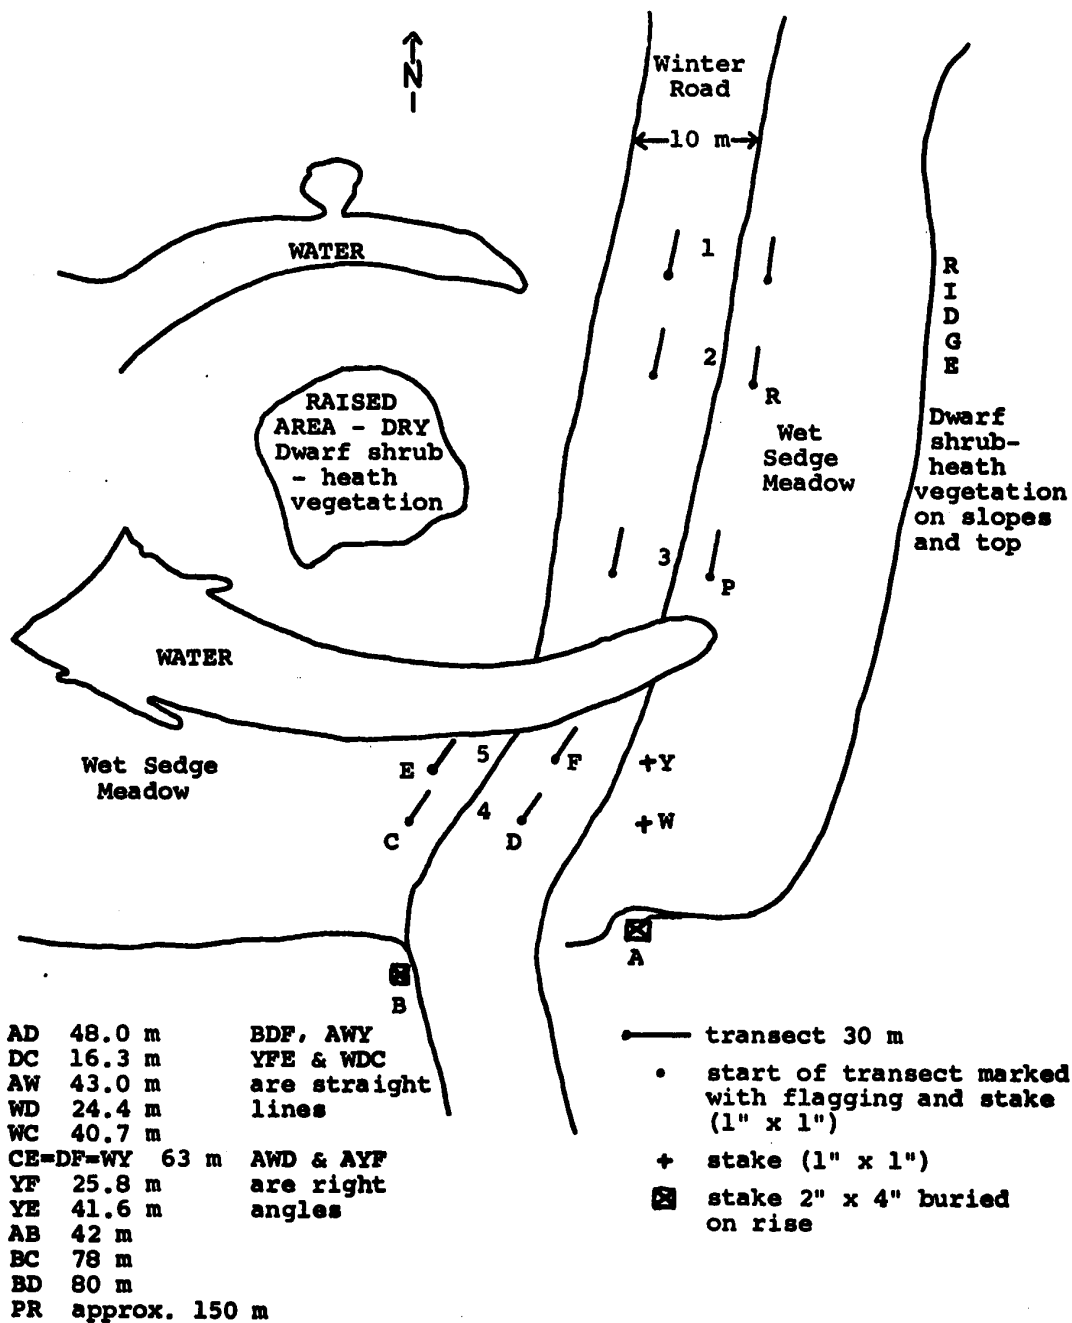 N
Winter
Road
10 m
WATER
1
2
R
RIDGE
RAISED
AREA - DRY
Dwarf shrub
- heath
vegetation
Wet
Sedge
Meadow
Dwarf
shrub-
heath
vegetation
on slopes
and top
3
P
WATER
Wet Sedge
Meadow
E
5
F
Y
C
4
D
W
A
B
AD 48.0 m
DC 16.3 m
AW 43.0 m
WD 24.4 m
WC 40.7 m
CE=DF=WY 63 m
YF 25.8 m
YE 41.6 m
AB 42 m
BC 78 m
BD 80 m
PR approx. 150 m
BDF, AWY
YFE & WDC
are straight
lines
AWD & AYF
are right
angles
transect 30 m
start of transect marked
with flagging and stake
(1" x 1")
stake (1" x 1")
stake 2" x 4" buried
on rise